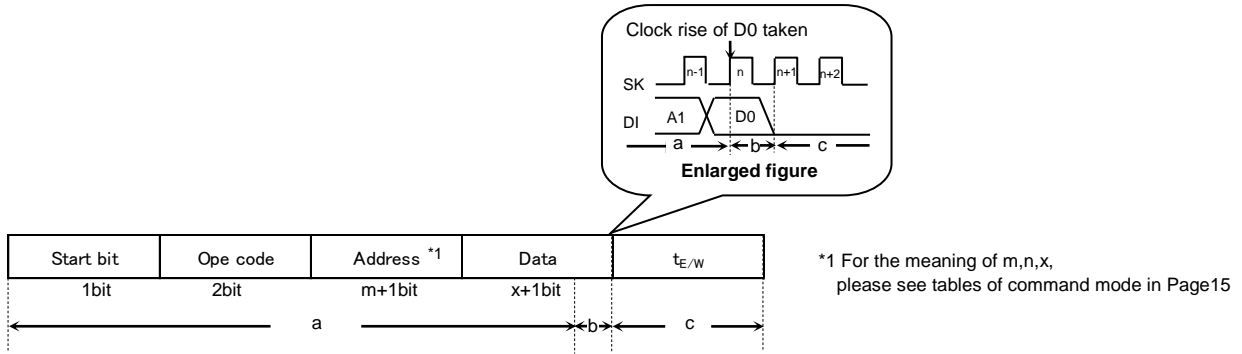 Clock rise of D0 taken
SK
n-1
n
n+1
n+2
DI
A1
D0
a
b
c
Enlarged figure
Start bit
Ope code
Address *1
Data
tE/W
1bit
2bit
m+1bit
x+1bit
a
b
c
*1 For the meaning of m,n,x,
please see tables of command mode in Page15